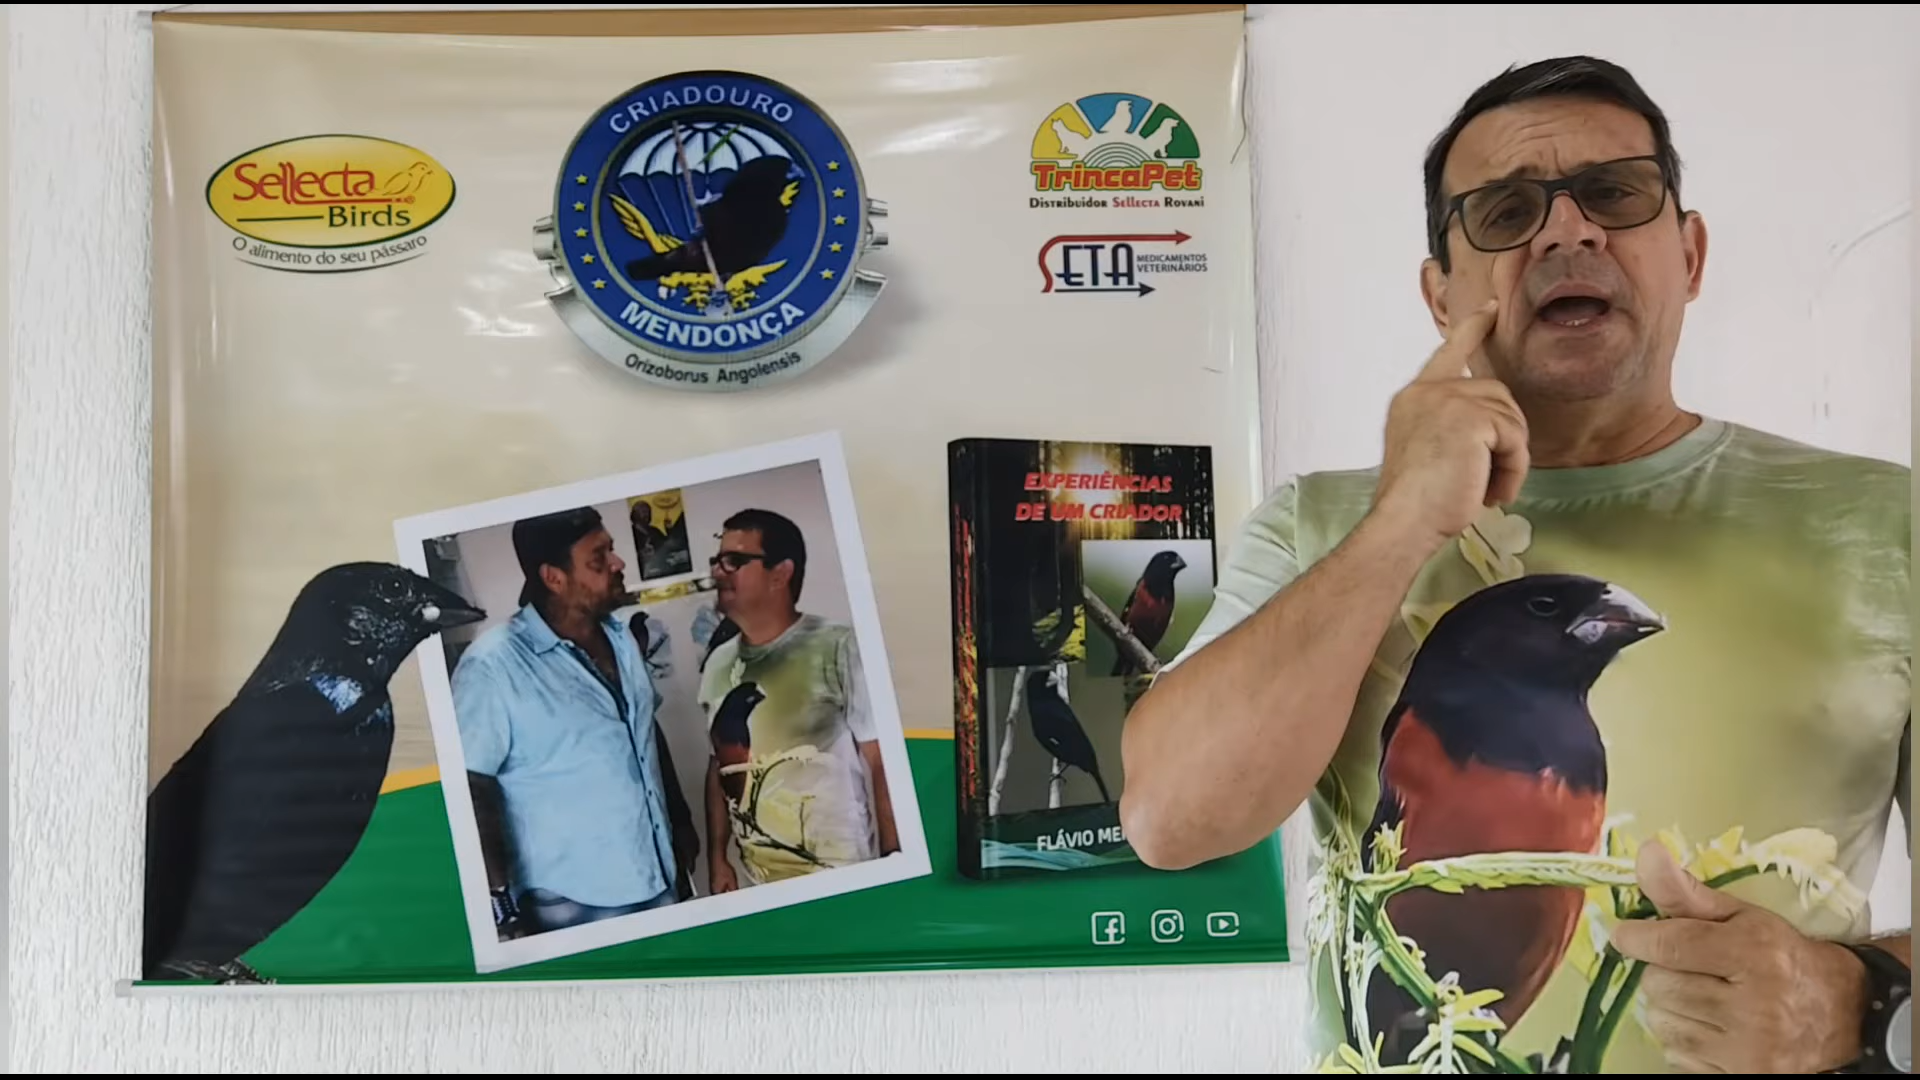 Sellecta
Birds
O alimento do seu pássaro
CRIADOURO
MENDONÇA
Orizoborus Angolensis
TrincaPet
Distribuidor Sellecta Rovani
SETA
MEDICAMENTOS
VETERINÁRIOS
EXPERIÊNCIAS
DE UM CRIADOR
FLÁVIO ME